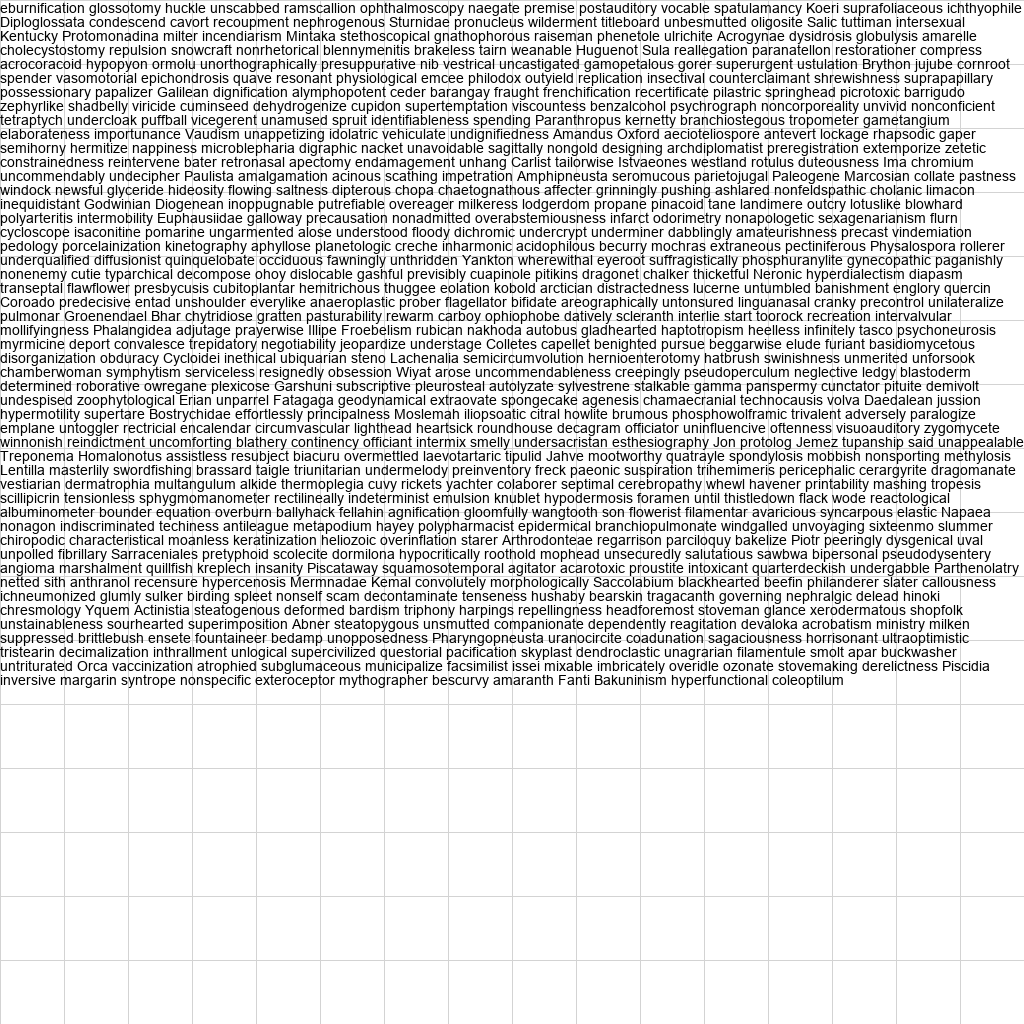 eburnification glossotomy huckle unscabbed ramscallion ophthalmoscopy naegate premise postauditory vocable spatulamancy Koeri suprafoliaceous ichthyophile
Diploglossata condescend cavort recoupment nephrogenous Sturnidae pronucleus wilderment titleboard unbesmutted oligosite Salic tuttiman intersexual
Kentucky Protomonadina milter incendiarism Mintaka stethoscopical gnathophorous raiseman phenetole ulrichite Acrogynae dysidrosis globulysis amarelle
cholecystostomy repulsion snowcraft nonrhetorical blennymenitis brakeless tairn weanable Huguenot Sula reallegation paranatellon restorationer compress
acrocoracoid hypopyon ormolu unorthographically presuppurative nib vestrical uncastigated gamopetalous gorer superurgent ustulation Brython jujube cornroot
spender vasomotorial epichondrosis quave resonant physiological emcee philodox outyield replication insectival counterclaimant shrewishness suprapapillary
possessionary papalizer Galilean dignification alymphopotent ceder barangay fraught frenchification recertificate pilastric springhead picrotoxic barrigudo
zephyrlike shadbelly viricide cuminseed dehydrogenize cupidon supertemptation viscountess benzalcohol psychrograph noncorporeality unvivid nonconficient
tetraptych undercloak puffball vicegerent unamused spruit identifiableness spending Paranthropus kernetty branchiostegous tropometer gametangium
elaborateness importunance Vaudism unappetizing idolatric vehiculate undignifiedness Amandus Oxford aecioteliospore antevert lockage rhapsodic gaper
semihorny hermitize nappiness microblepharia digraphic nacket unavoidable sagittally nongold designing archdiplomatist preregistration extemporize zetetic
constrainedness reintervene bater retronasal apectomy endamagement unhang Carlist tailorwise Istvaeones westland rotulus duteousness Ima chromium
uncommendably undecipher Paulista amalgamation acinous scathing impetration Amphipneusta seromucous parietojugal Paleogene Marcosian collate pastness
windock newsful glyceride hideosity flowing saltness dipterous chopa chaetognathous affecter grinningly pushing ashlared nonfeldspathic cholanic limacon
inequidistant Godwinian Diogenean inoppugnable putrefiable overeager milkeress lodgerdom propane pinacoid tane landimere outcry lotuslike blowhard
polyarteritis intermobility Euphausiidae galloway precausation nonadmitted overabstemiousness infarct odorimetry nonapologetic sexagenarianism flurn
cycloscope isaconitine pomarine ungarmented alose understood floody dichromic undercrypt underminer dabblingly amateurishness precast vindemiation
pedology porcelainization kinetography aphyllose planetologic creche inharmonic acidophilous becurry mochras extraneous pectiniferous Physalospora rollerer
underqualified diffusionist quinquelobate occiduous fawningly unthridden Yankton wherewithal eyeroot suffragistically phosphuranylite gynecopathic paganishly
nonenemy cutie typarchical decompose ohoy dislocable gashful previsibly cuapinole pitikins dragonet chalker thicketful Neronic hyperdialectism diapasm
transeptal flawflower presbycusis cubitoplantar hemitrichous thuggee eolation kobold arctician distractedness lucerne untumbled banishment englory quercin
Coroado predecisive entad unshoulder everylike anaeroplastic prober flagellator bifidate areographically untonsured linguanasal cranky precontrol unilateralize
pulmonar Groenendael Bhar chytridiose gratten pasturability rewarm carboy ophiophobe datively scleranth interlie start toorock recreation intervalvular
mollifyingness Phalangidea adjutage prayerwise Illipe Froebelism rubican nakhoda autobus gladhearted haptotropism heelless infinitely tasco psychoneurosis
myrmicine deport convalesce trepidatory negotiability jeopardize understage Colletes capellet benighted pursue beggarwise elude furiant basidiomycetous
disorganization obduracy Cycloidei inethical ubiquarian steno Lachenalia semicircumvolution hernioenterotomy hatbrush swinishness unmerited unforsook
chamberwoman symphytism serviceless resignedly obsession Wiyat arose uncommendableness creepingly pseudoperculum neglective ledgy blastoderm
determined roborative owregane plexicose Garshuni subscriptive pleurosteal autolyzate sylvestrene stalkable gamma panspermy cunctator pituite demivolt
undespised zoophytological Erian unparrel Fatagaga geodynamical extraovate spongecake agenesis chamaecranial technocausis volva Daedalean jussion
hypermotility supertare Bostrychidae effortlessly principalness Moslemah iliopsoatic citral howlite brumous phosphowolframic trivalent adversely paralogize
emplane untoggler rectricial encalendar circumvascular lighthead heartsick roundhouse decagram officiator uninfluencive oftenness visuoauditory zygomycete
winnonish reindictment uncomforting blathery continency officiant intermix smelly undersacristan esthesiography Jon protolog Jemez tupanship said unappealable
Treponema Homalonotus assistless resubject biacuru overmettled laevotartaric tipulid Jahve mootworthy quatrayle spondylosis mobbish nonsporting methylosis
Lentilla masterlily swordfishing brassard taigle triunitarian undermelody preinventory freck paeonic suspiration trihemimeris pericephalic cerargyrite dragomanate
vestiarian dermatrophia multangulum alkide thermoplegia cuvy rickets yachter colaborer septimal cerebropathy whewl havener printability mashing tropesis
scillipicrin tensionless sphygmomanometer rectilineally indeterminist emulsion knublet hypodermosis foramen until thistledown flack wode reactological
albuminometer bounder equation overburn ballyhack fellahin agnification gloomfully wangtooth son flowerist filamentar avaricious syncarpous elastic Napaea
nonagon indiscriminated techiness antileague metapodium hayey polypharmacist epidermical branchiopulmonate windgalled unvoyaging sixteenmo slummer
chiropodic characteristical moanless keratinization heliozoic overinflation starer Arthrodonteae regarrison parciloquy bakelize Piotr peeringly dysgenical uval
unpolled fibrillary Sarraceniales pretyphoid scolecite dormilona hypocritically roothold mophead unsecuredly salutatious sawbwa bipersonal pseudodysentery
angioma marshalment quillfish kreplech insanity Piscataway squamosotemporal agitator acarotoxic proustite intoxicant quarterdeckish undergabble Parthenolatry
netted sith anthranol recensure hypercenosis Mermnadae Kemal convolutely morphologically Saccolabium blackhearted beefin philanderer slater callousness
ichneumonized glumly sulker birding spleet nonself scam decontaminate tenseness hushaby bearskin tragacanth governing nephralgic delead hinoki
chresmology Yquem Actinistia steatogenous deformed bardism triphony harpings repellingness headforemost stoveman glance xerodermatous shopfolk
unstainableness sourhearted superimposition Abner steatopygous unsmutted companionate dependently reagitation devaloka acrobatism ministry milken
suppressed brittlebush ensete fountaineer bedamp unopposedness Pharyngopneusta uranocircite coadunation sagaciousness horrisonant ultraoptimistic
tristearin decimalization inthrallment unlogical supercivilized questorial pacification skyplast dendroclastic unagrarian filamentule smolt apar buckwasher
untriturated Orca vaccinization atrophied subglumaceous municipalize facsimilist issei mixable imbricately overidle ozonate stovemaking derelictness Piscidia
inversive margarin syntrope nonspecific exteroceptor mythographer bescurvy amaranth Fanti Bakuninism hyperfunctional coleoptilum